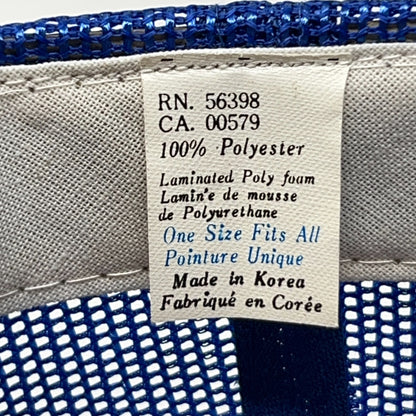 RN. 56398
CA. 00579
100% Polyester
Laminated Poly foam
Lamin'e de mousse
de Polyurethane
One Size Fits All
Pointure Unique
Made in Korea
Fabriqué en Corée